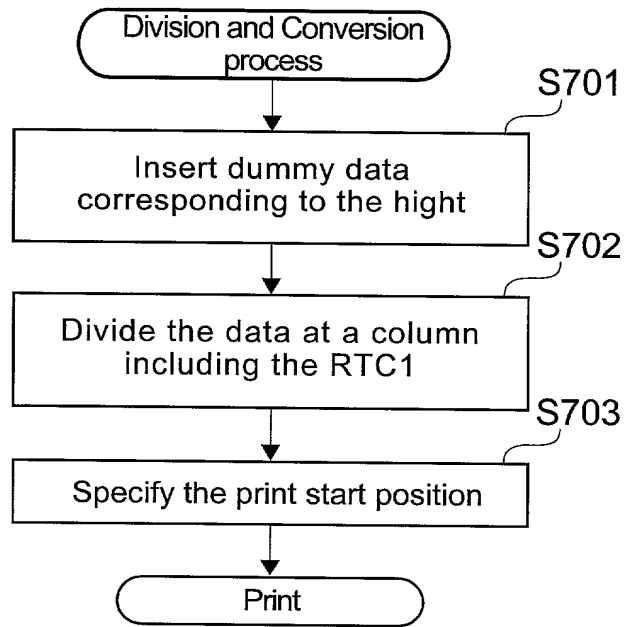 Division and Conversion
process
S701
Insert dummy data
corresponding to the hight
S702
Divide the data at a column
including the RTC1
S703
Specify the print start position
Print